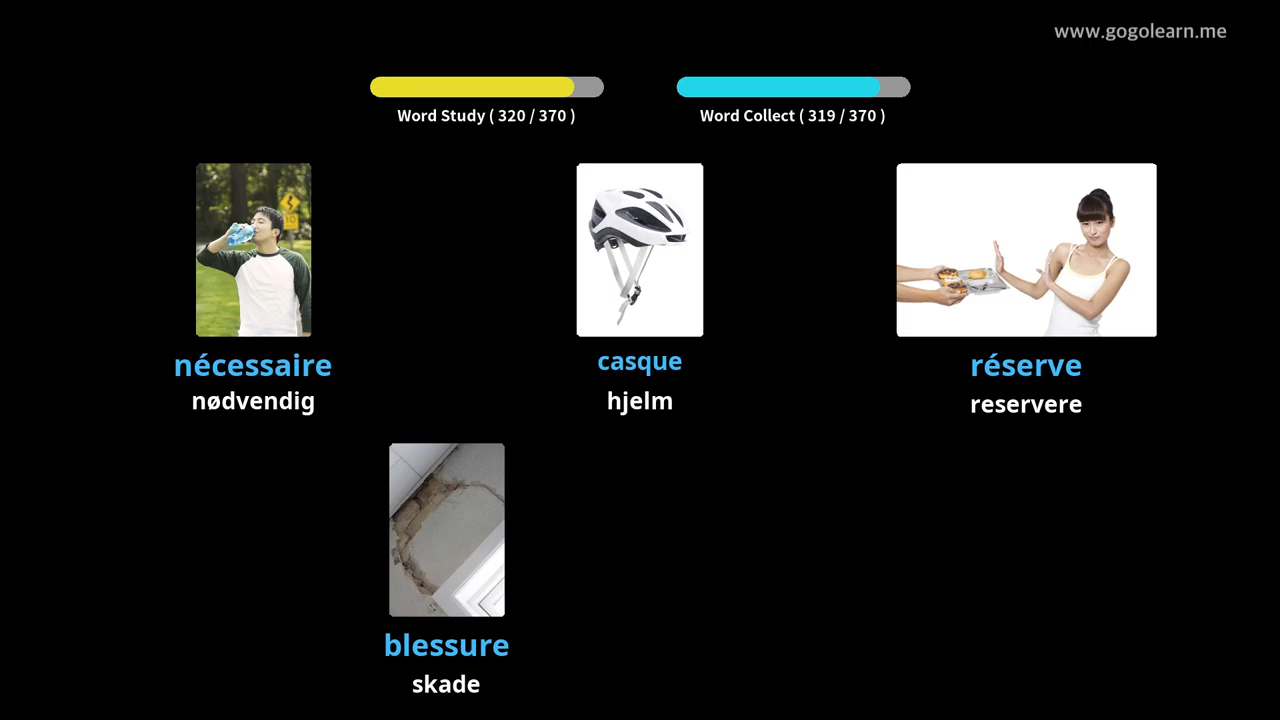 www.gogolearn.me
Word Study ( 320 / 370 )
Word Collect ( 319 / 370 )
nécessaire
nødvendig
casque
hjelm
réserve
reservere
blessure
skade